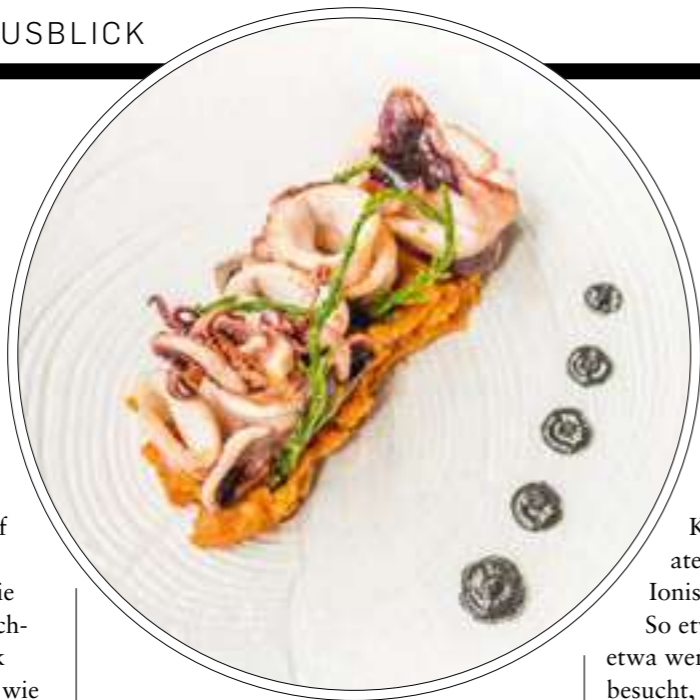 USBLICK
f
ie
ch-
k
wie
K
ate
Ionis
So et
etwa wer
besucht,